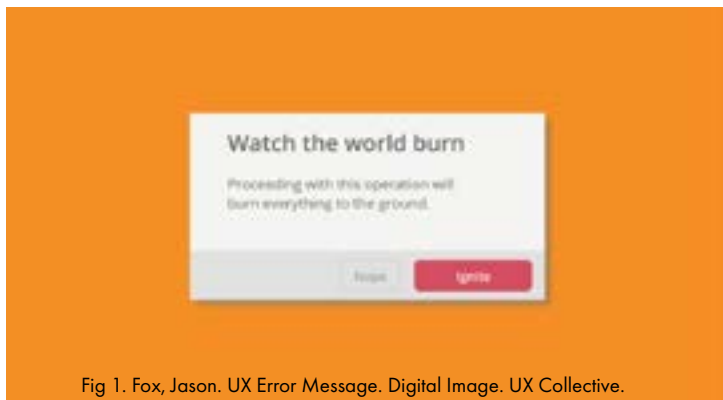 Watch the world burn
Proceeding with this operation will
burn everything to the ground.
Nope Ignite
Fig 1. Fox, Jason. UX Error Message. Digital Image. UX Collective.